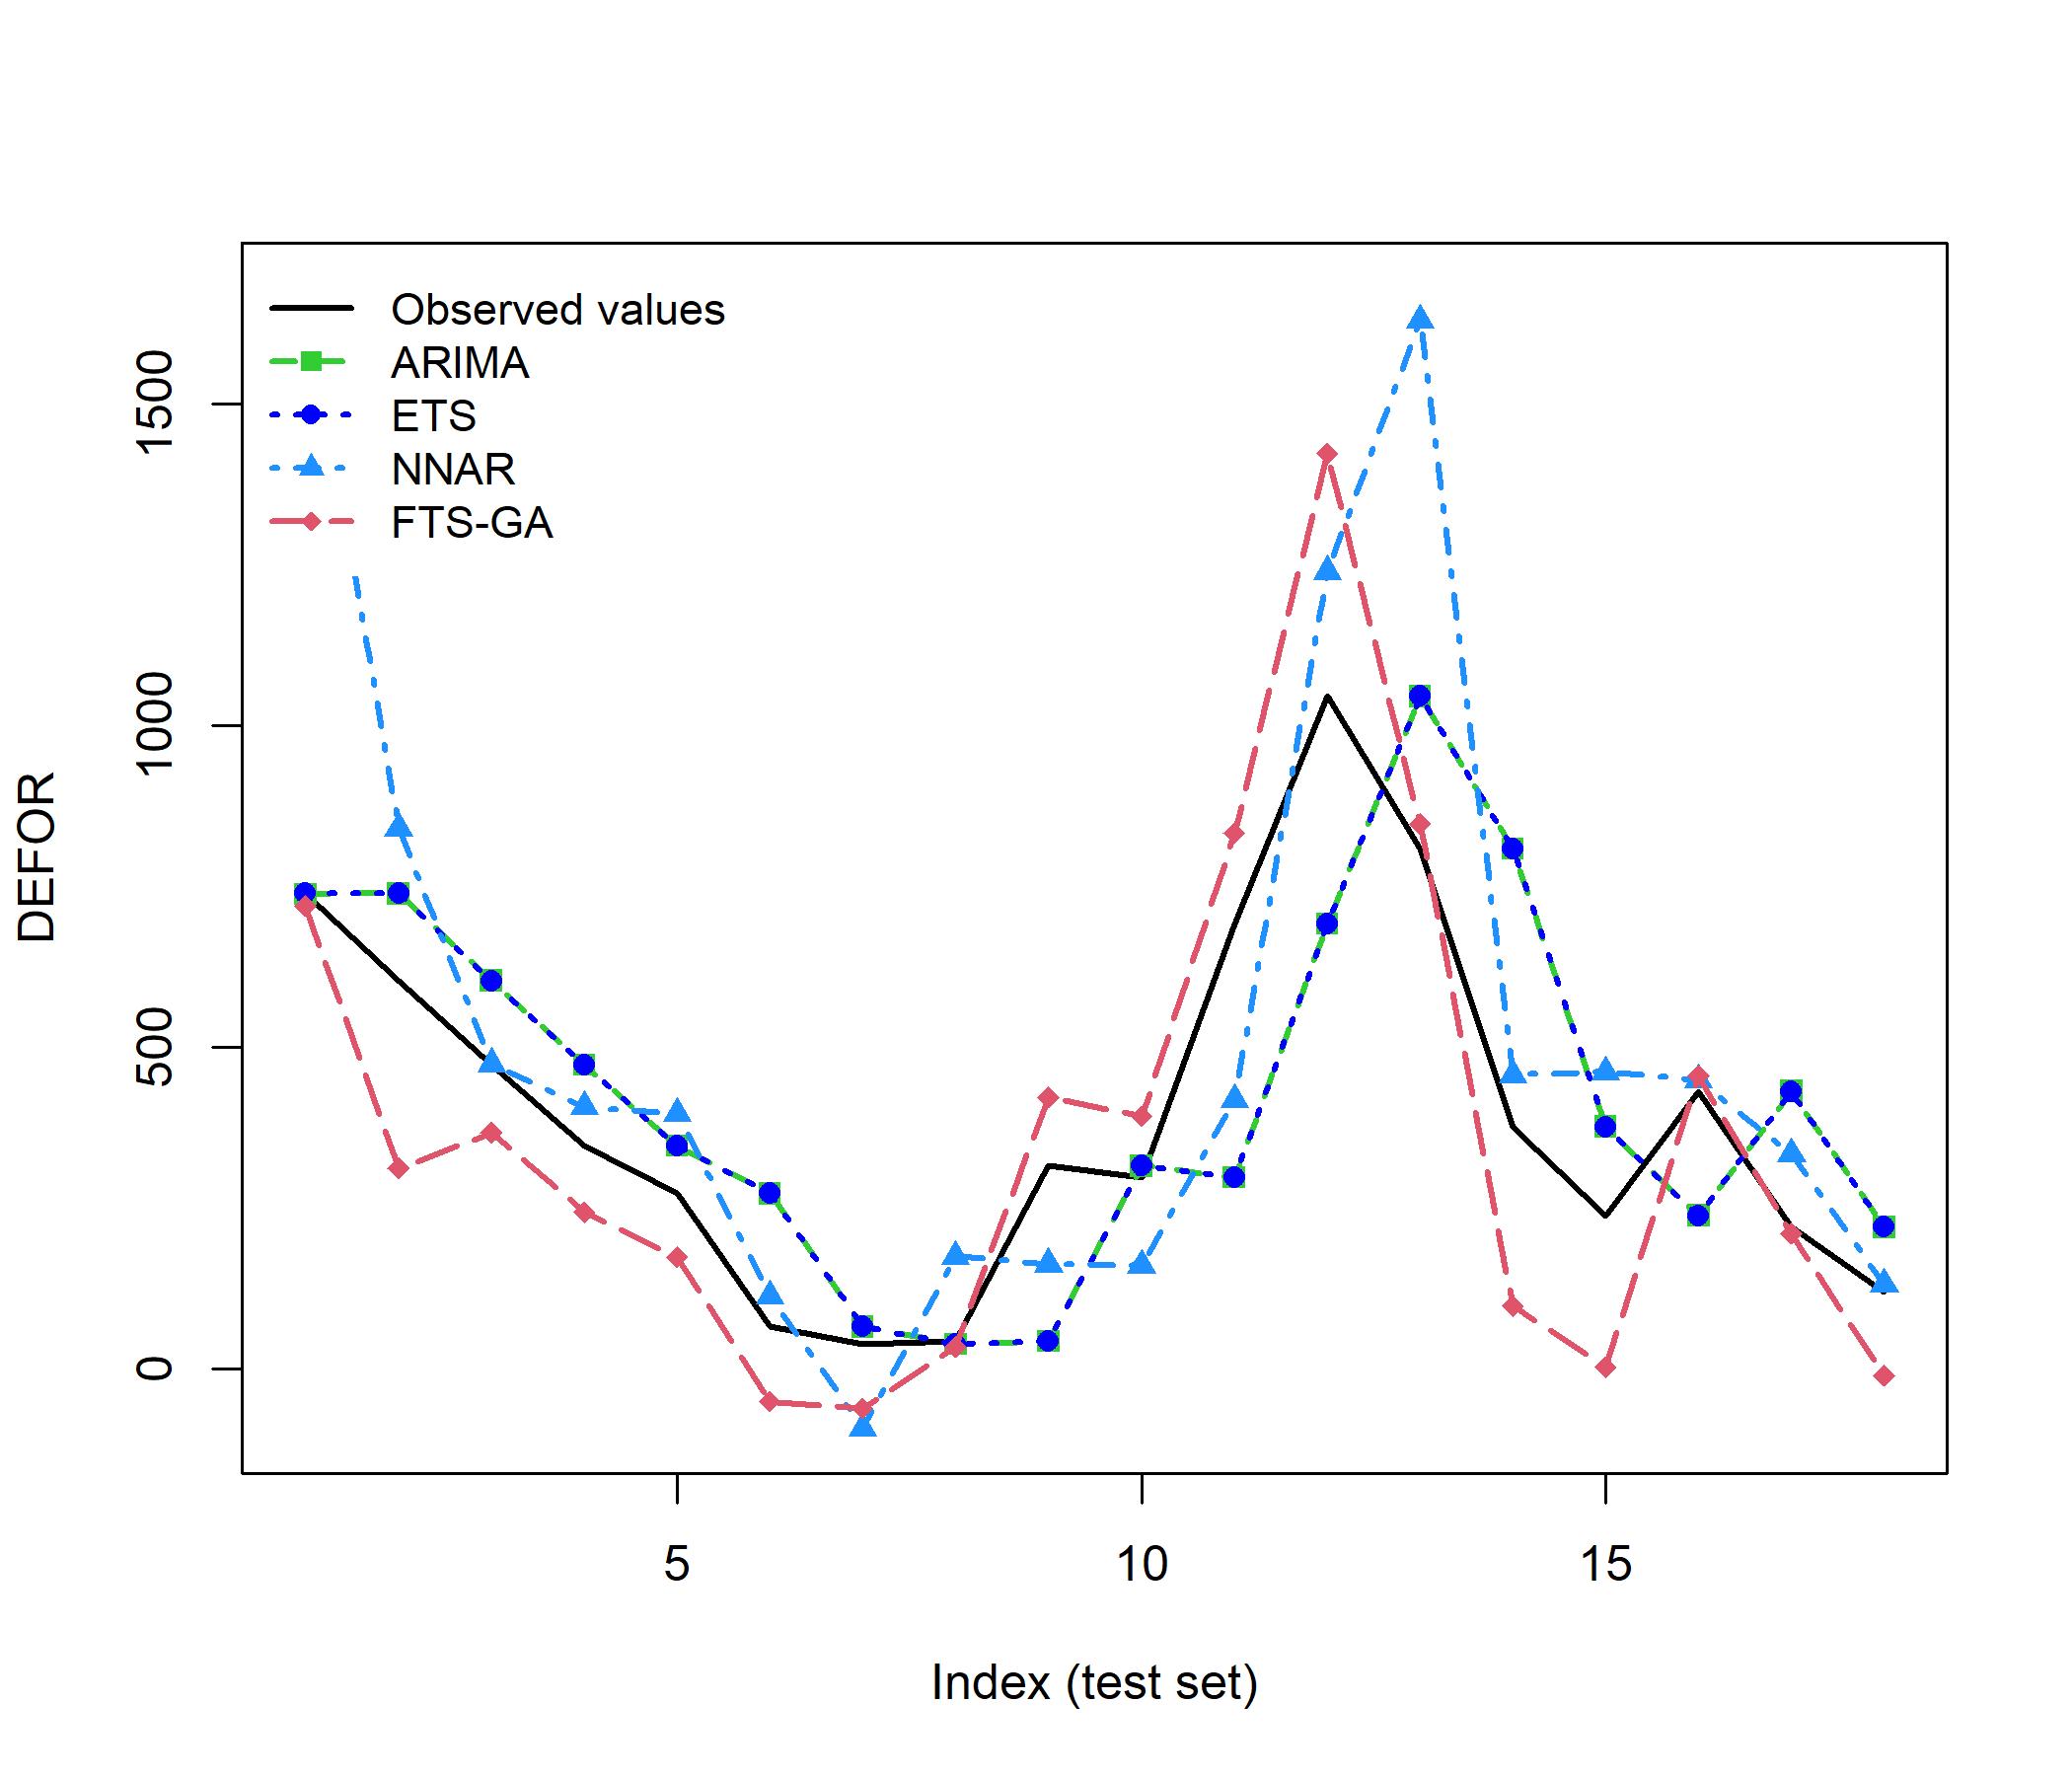 Observed values
ARIMA
ETS
NNAR
FTS-GA
DEFOR
1500
1000
500
0
5 10 15
Index (test set)